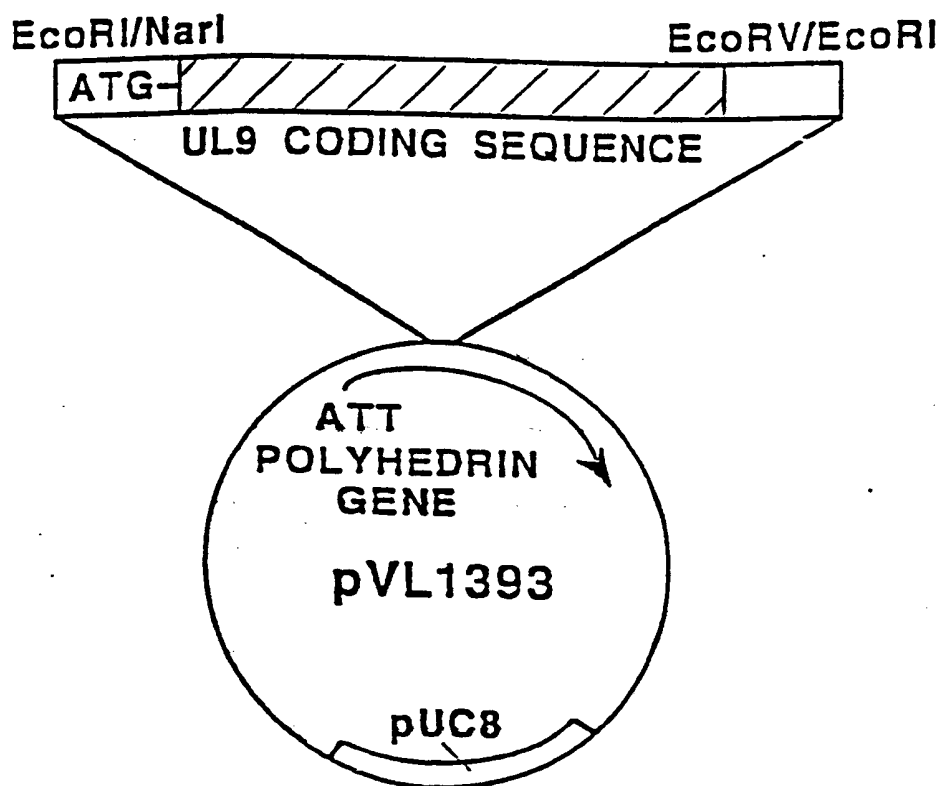 EcoRI/NarI
EcoRV/EcoRI
ATG
UL9 CODING SEQUENCE
ATT
POLYHEDRIN
GENE
pVL1393
pUC8